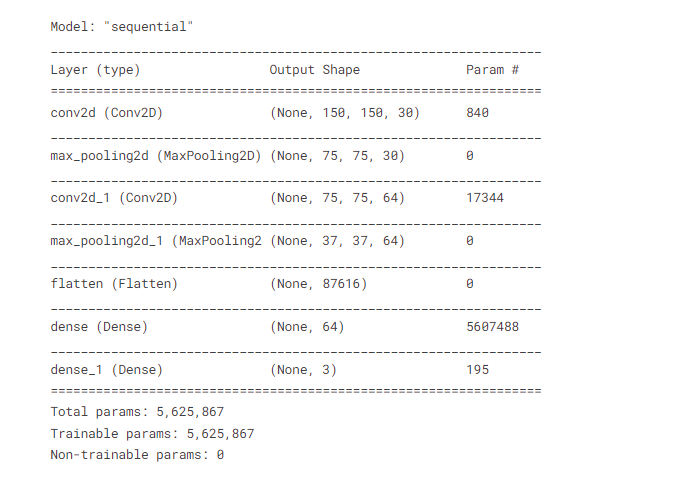 Model: "sequential"
_________________________________________________________________
Layer (type)                 Output Shape              Param #
=================================================================
conv2d (Conv2D)              (None, 150, 150, 30)      840
_________________________________________________________________
max_pooling2d (MaxPooling2D) (None, 75, 75, 30)        0
_________________________________________________________________
conv2d_1 (Conv2D)            (None, 75, 75, 64)        17344
_________________________________________________________________
max_pooling2d_1 (MaxPooling2 (None, 37, 37, 64)        0
_________________________________________________________________
flatten (Flatten)            (None, 87616)             0
_________________________________________________________________
dense (Dense)                (None, 64)                5607488
_________________________________________________________________
dense_1 (Dense)              (None, 3)                 195
=================================================================
Total params: 5,625,867
Trainable params: 5,625,867
Non-trainable params: 0